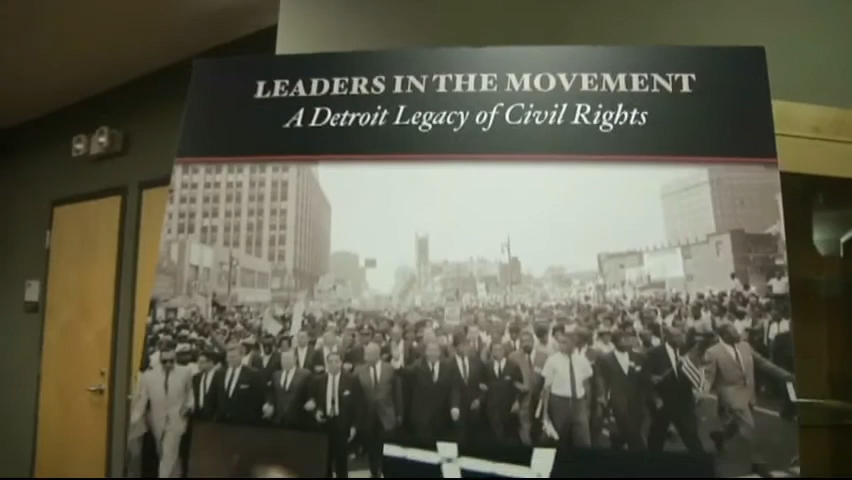 LEADERS IN THE MOVEMENT
A Detroit Legacy of Civil Rights